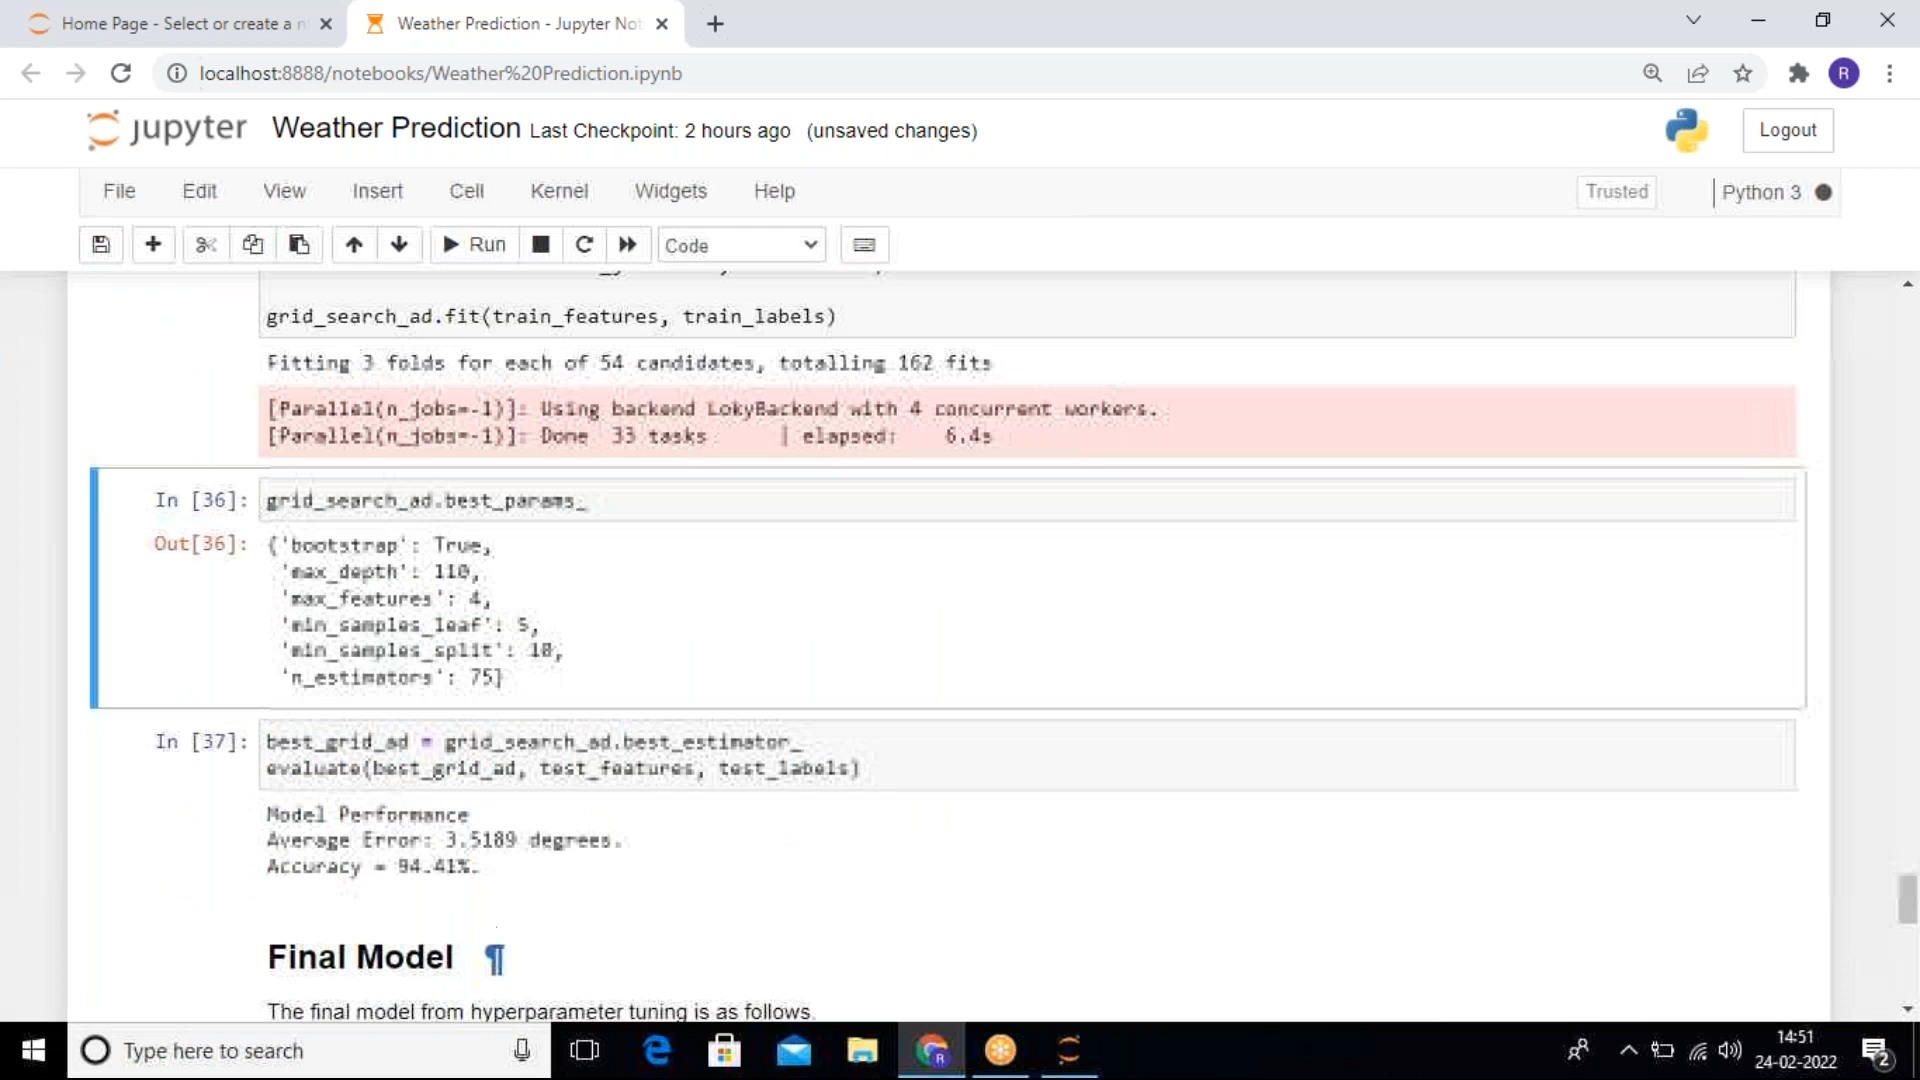 Home Page - Select or create a n
Weather Prediction - Jupyter Not
localhost:8888/notebooks/Weather%20Prediction.ipynb
R
jupyter
Weather Prediction Last Checkpoint: 2 hours ago (unsaved changes)
Logout
File Edit View Insert Cell Kernel Widgets Help
Trusted
Python 3
Run
Code
grid_search_ad.fit(train_features, train_labels)
Fitting 3 folds for each of 54 candidates, totalling 162 fits
[Parallel(n_jobs=-1)]: Using backend LokyBackend with 4 concurrent workers.
[Parallel(n_jobs=-1)]: Done 33 tasks | elapsed: 6.4s
In [36]: grid_search_ad.best_params_
Out[36]: {'bootstrap': True,
'max_depth': 110,
'max_features': 4,
'min_samples_leaf': 5,
'min_samples_split': 10,
'n_estimators': 75}
In [37]: best_grid_ad = grid_search_ad.best_estimator_
evaluate(best_grid_ad, test_features, test_labels)
Model Performance
Average Error: 3.5189 degrees.
Accuracy = 94.41%.
Final Model ¶
The final model from hyperparameter tuning is as follows.
Type here to search
R
14:51
24-02-2022
2